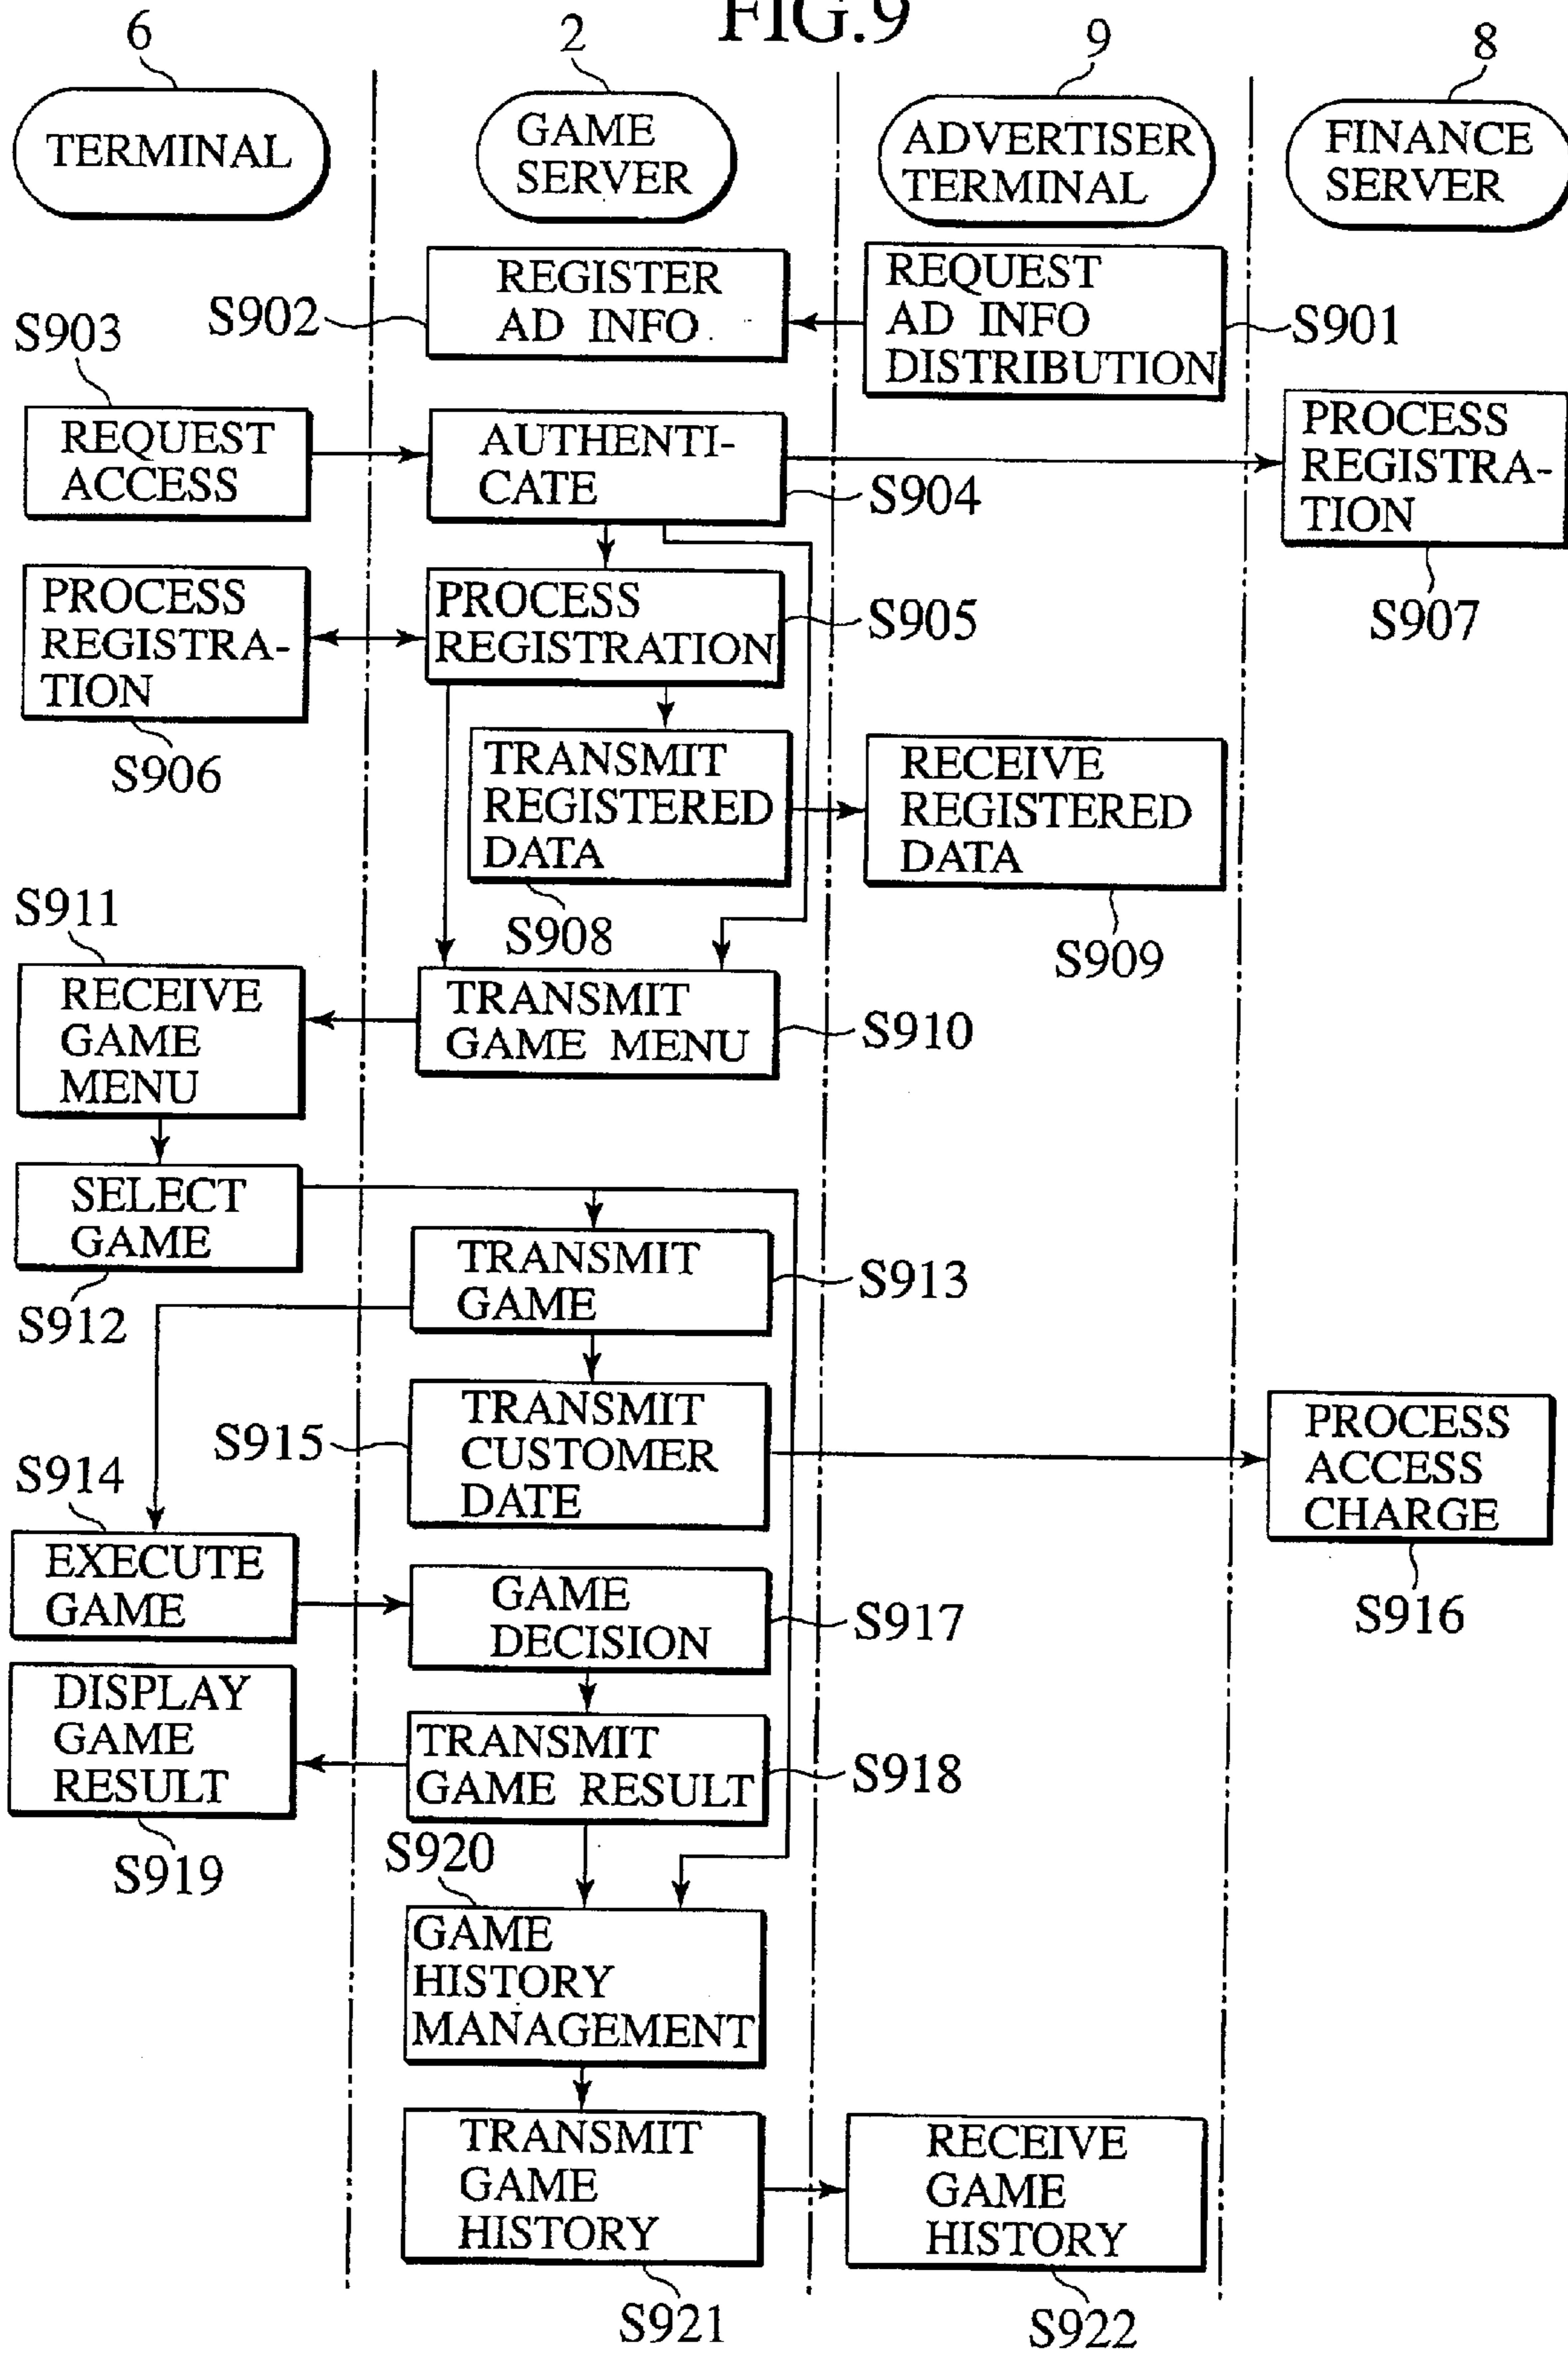 FIG.9
6
2
9
8
TERMINAL
GAME
SERVER
ADVERTISER
TERMINAL
FINANCE
SERVER
REGISTER
AD INFO
S902
REQUEST
AD INFO
DISTRIBUTION
S901
S903
REQUEST
ACCESS
AUTHENTI-
CATE
S904
PROCESS
REGISTRA-
TION
S907
PROCESS
REGISTRA-
TION
S906
PROCESS
REGISTRATION
S905
TRANSMIT
REGISTERED
DATA
S908
RECEIVE
REGISTERED
DATA
S909
S911
RECEIVE
GAME
MENU
TRANSMIT
GAME MENU
S910
SELECT
GAME
S912
TRANSMIT
GAME
S913
S915
TRANSMIT
CUSTOMER
DATE
PROCESS
ACCESS
CHARGE
S916
S914
EXECUTE
GAME
GAME
DECISION
S917
DISPLAY
GAME
RESULT
S919
TRANSMIT
GAME RESULT
S918
S920
GAME
HISTORY
MANAGEMENT
TRANSMIT
GAME
HISTORY
S921
RECEIVE
GAME
HISTORY
S922